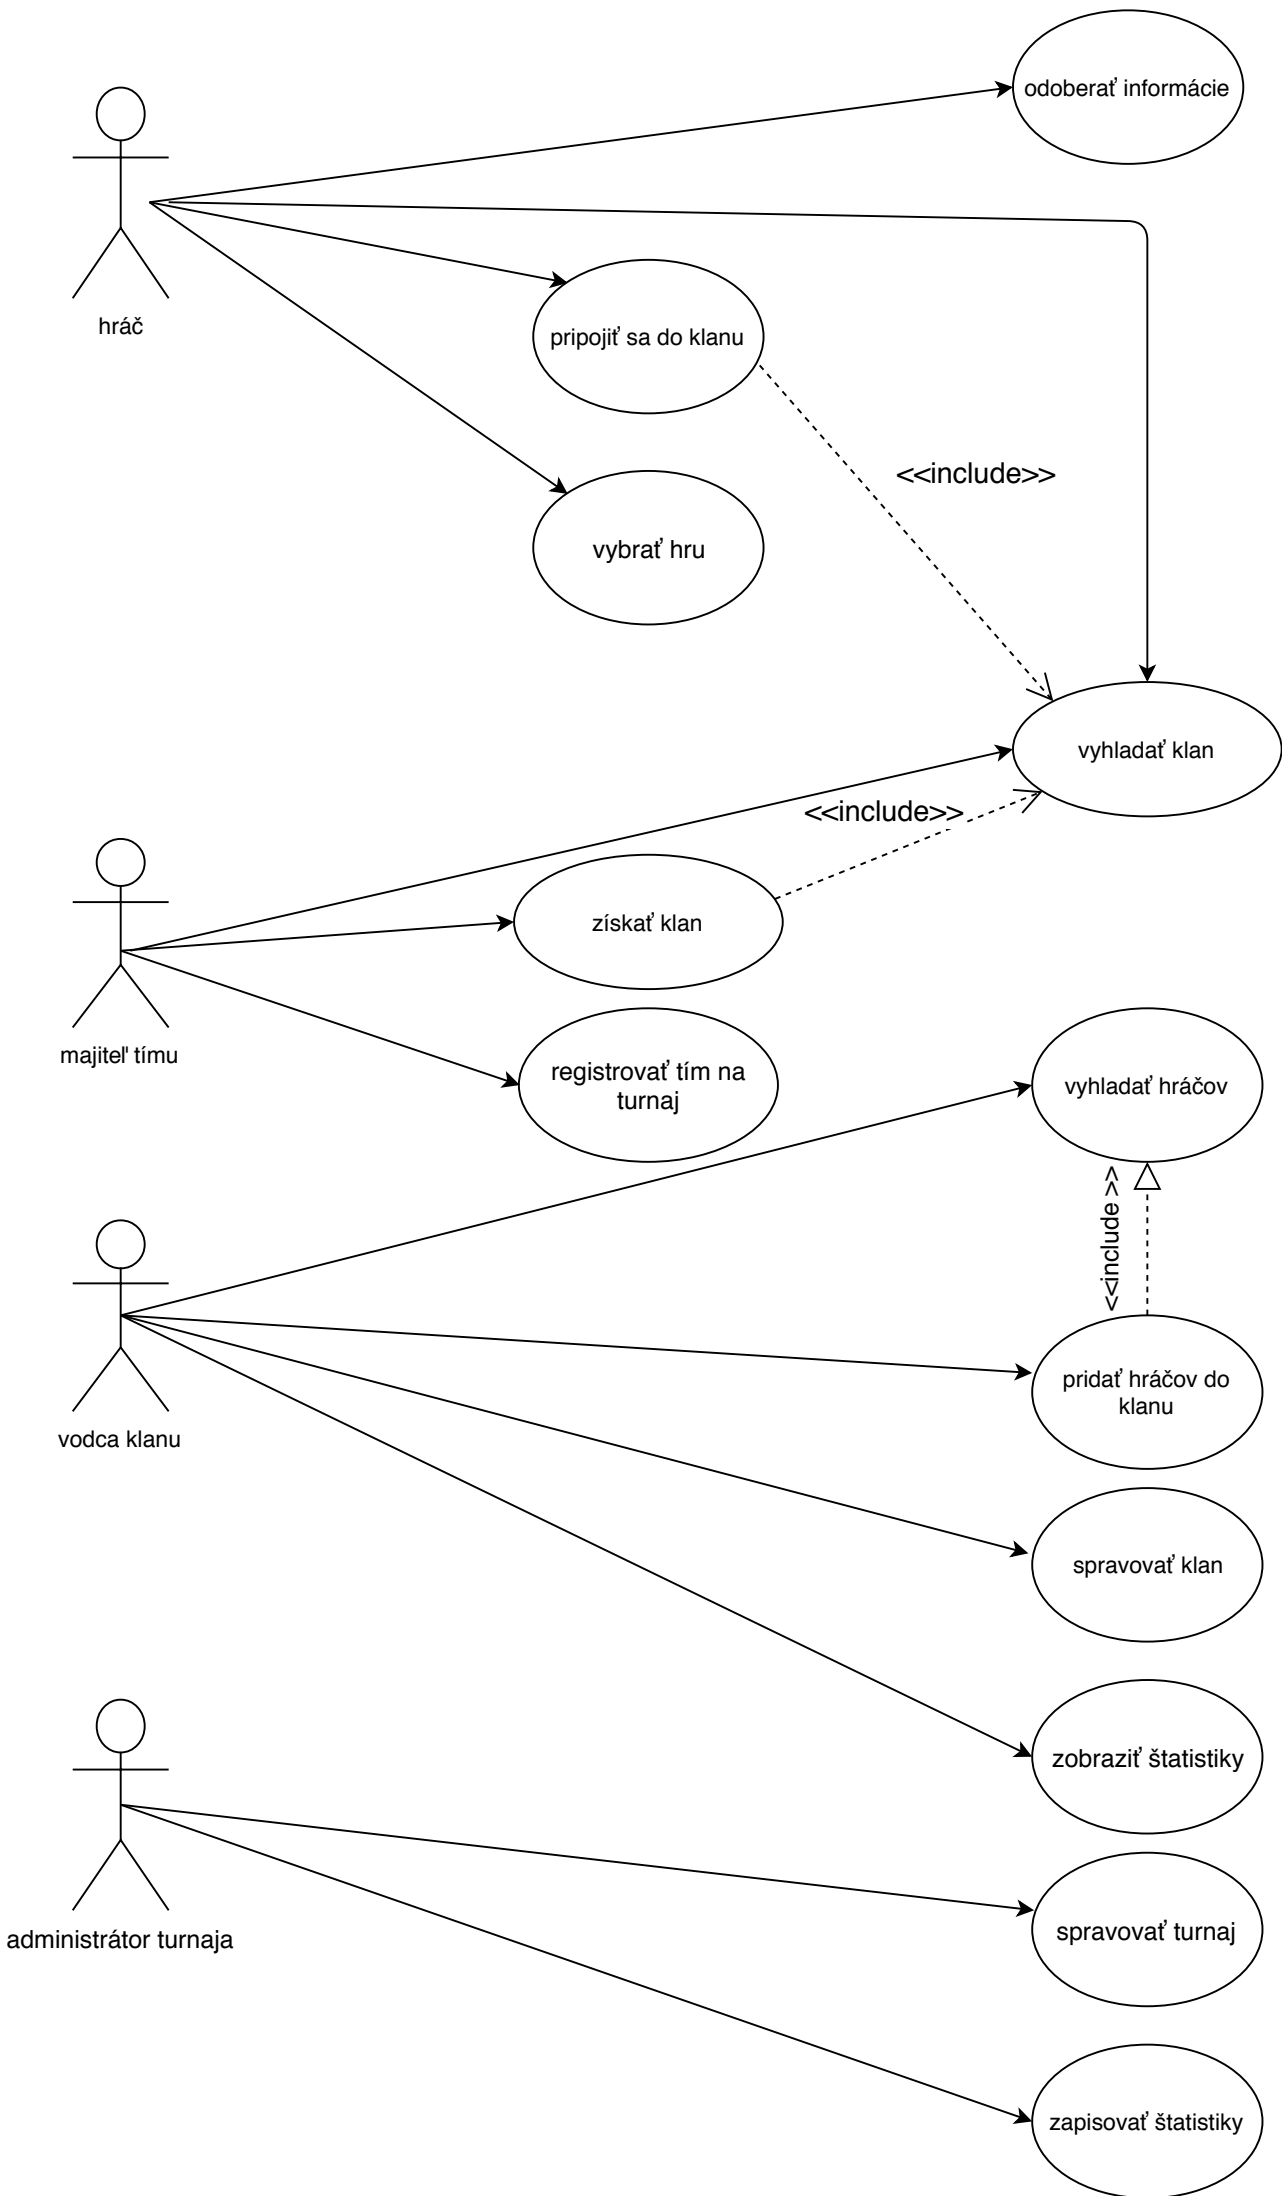 odoberať informácie
hráč
pripojiť sa do klanu
<<include>>
vybrať hru
vyhladať klan
<<include>>
získať klan
majiteľ tímu
registrovať tím na
turnaj
vyhladať hráčov
<<include >>
vodca klanu
pridať hráčov do
klanu
spravovať klan
zobraziť štatistiky
administrátor turnaja
spravovať turnaj
zapisovať štatistiky